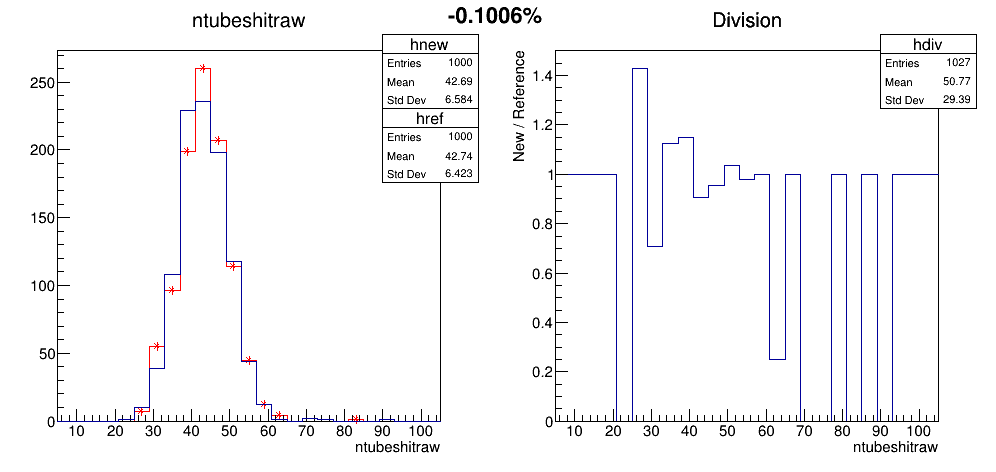 -0.1006%
ntubeshitraw
hnew
Entries 1000
Mean 42.69
Std Dev 6.584
href
Entries 1000
Mean 42.74
Std Dev 6.423
250
200
150
100
50
0
10 20 30 40 50 60 70 80 90 100
ntubeshitraw
Division
hdiv
Entries 1027
Mean 50.77
Std Dev 29.39
New / Reference
1.4
1.2
1
0.8
0.6
0.4
0.2
0
10 20 30 40 50 60 70 80 90 100
ntubeshitraw